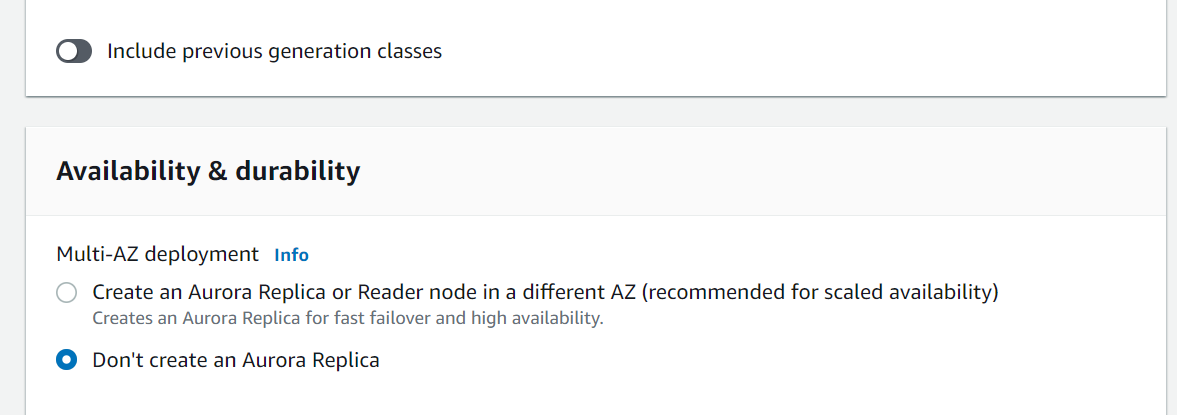 Include previous generation classes
Availability & durability
Multi-AZ deployment Info
Create an Aurora Replica or Reader node in a different AZ (recommended for scaled availability)
Creates an Aurora Replica for fast failover and high availability.
Don't create an Aurora Replica